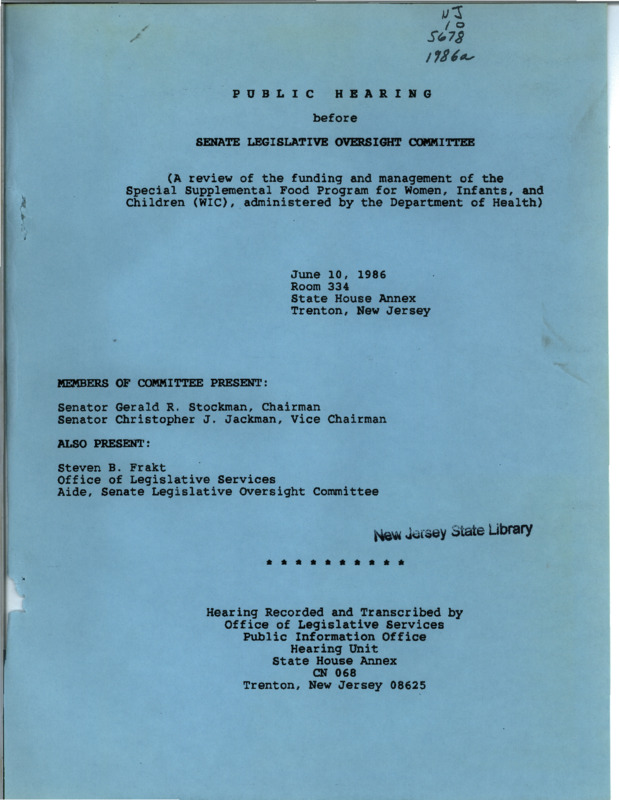 NJ
10
S678
1986a
PUBLIC HEARING
before
SENATE LEGISLATIVE OVERSIGHT COMMITTEE
(A review of the funding and management of the
Special Supplemental Food Program for Women, Infants, and
Children (WIC), administered by the Department of Health)
June 10, 1986
Room 334
State House Annex
Trenton, New Jersey
MEMBERS OF COMMITTEE PRESENT:
Senator Gerald R. Stockman, Chairman
Senator Christopher J. Jackman, Vice Chairman
ALSO PRESENT:
Steven B. Frakt
Office of Legislative Services
Aide, Senate Legislative Oversight Committee
New Jersey State Library
* * * * * * * * * *
Hearing Recorded and Transcribed by
Office of Legislative Services
Public Information Office
Hearing Unit
State House Annex
CN 068
Trenton, New Jersey 08625